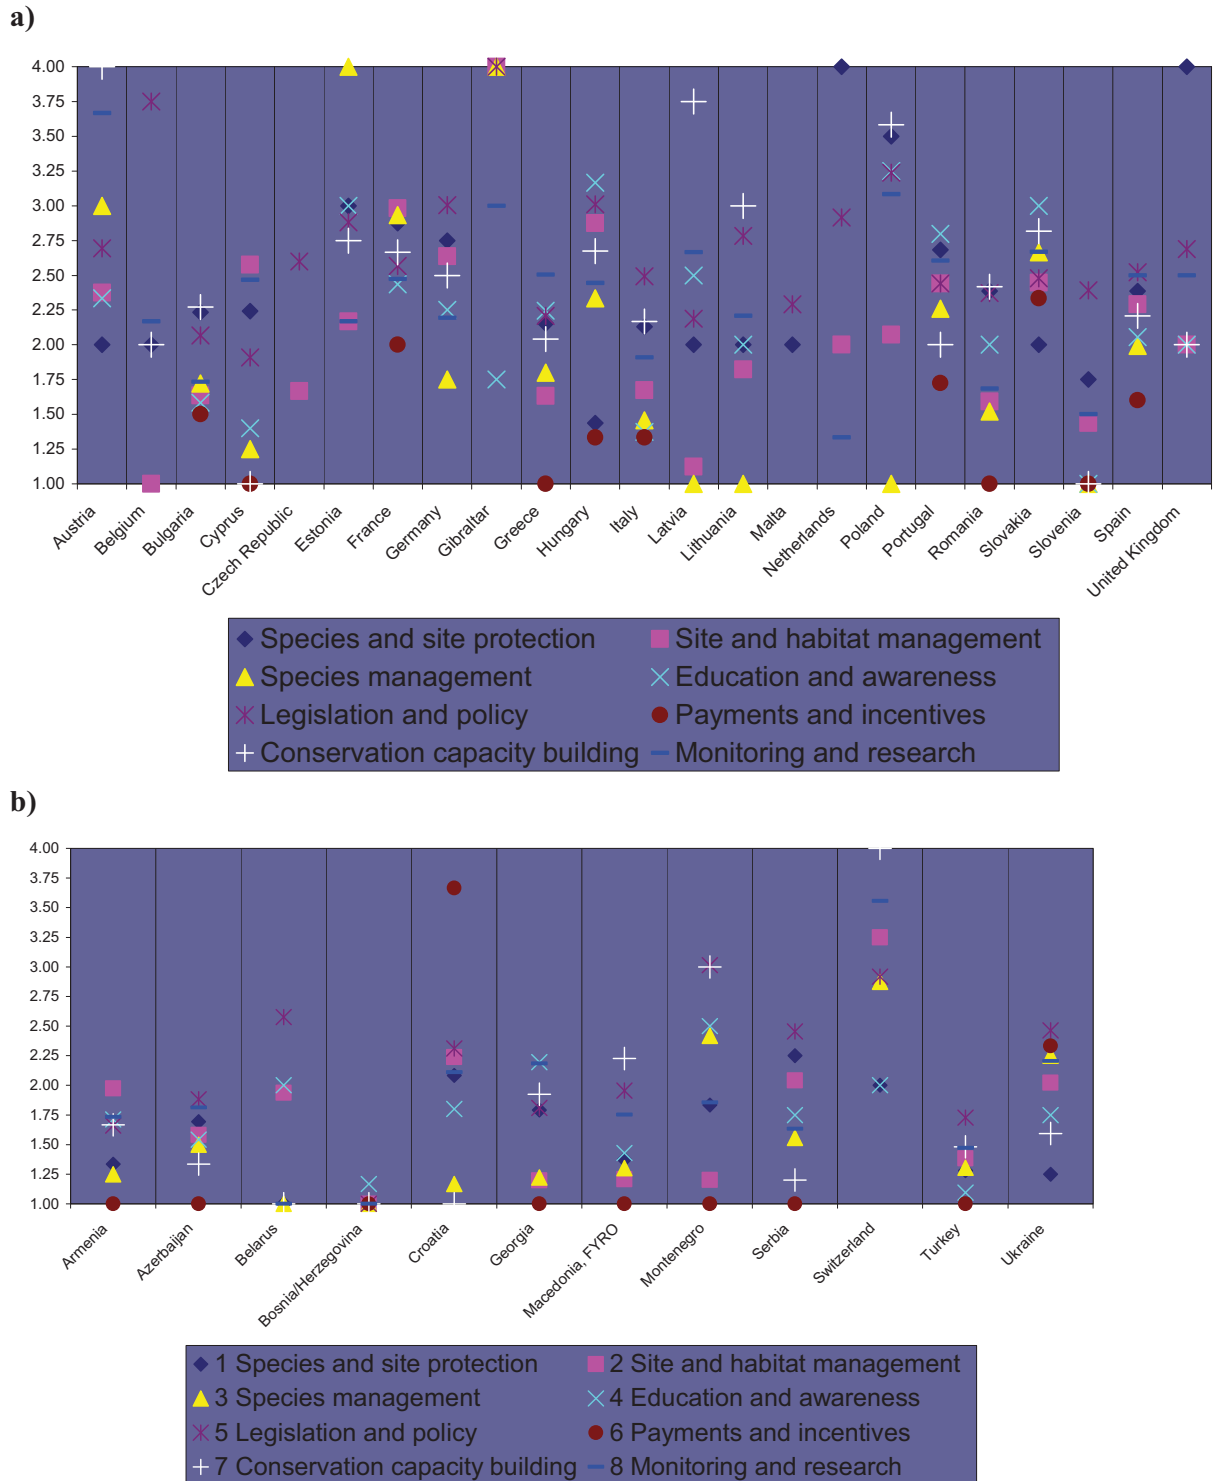 a)
4.00
3.75
3.50
3.25
3.00
2.75
2.50
2.25
2.00
1.75
1.50
1.25
1.00
Austria
Belgium
Bulgaria
Cyprus
Czech Republic
Estonia
France
Germany
Gibraltar
Greece
Hungary
Italy
Latvia
Lithuania
Malta
Netherlands
Poland
Portugal
Romania
Slovakia
Slovenia
Spain
United Kingdom
Species and site protection
Site and habitat management
Species management
Education and awareness
Legislation and policy
Payments and incentives
Conservation capacity building
Monitoring and research
b)
4.00
3.75
3.50
3.25
3.00
2.75
2.50
2.25
2.00
1.75
1.50
1.25
1.00
Armenia
Azerbaijan
Belarus
Bosnia/Herzegovina
Croatia
Georgia
Macedonia, FYRO
Montenegro
Serbia
Switzerland
Turkey
Ukraine
1 Species and site protection
2 Site and habitat management
3 Species management
4 Education and awareness
5 Legislation and policy
6 Payments and incentives
7 Conservation capacity building
8 Monitoring and research